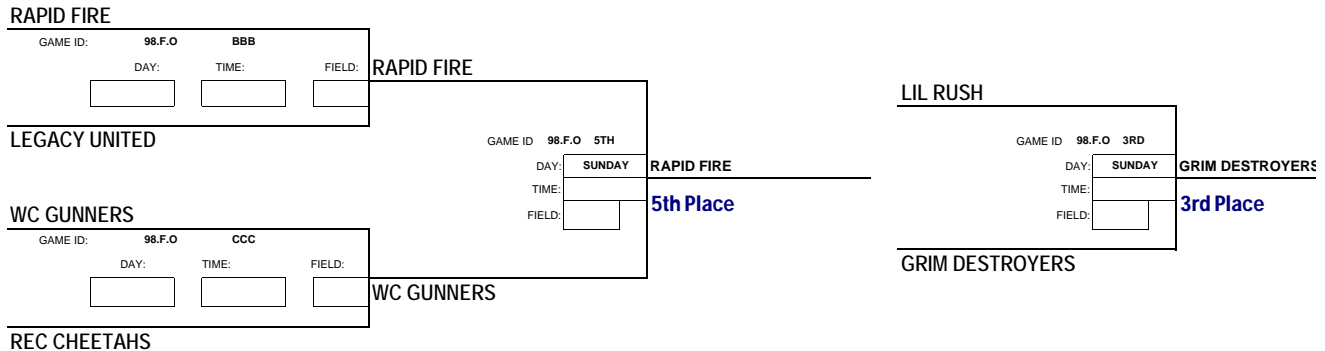 RAPID FIRE
GAME ID: 98.F.O BBB
DAY: TIME: FIELD:
RAPID FIRE
LEGACY UNITED
GAME ID 98.F.O 5TH
DAY: SUNDAY
RAPID FIRE
TIME:
5th Place
FIELD:
WC GUNNERS
GAME ID: 98.F.O CCC
DAY: TIME: FIELD:
WC GUNNERS
REC CHEETAHS
LIL RUSH
GAME ID 98.F.O 3RD
DAY: SUNDAY
GRIM DESTROYERS
TIME:
3rd Place
FIELD:
GRIM DESTROYERS